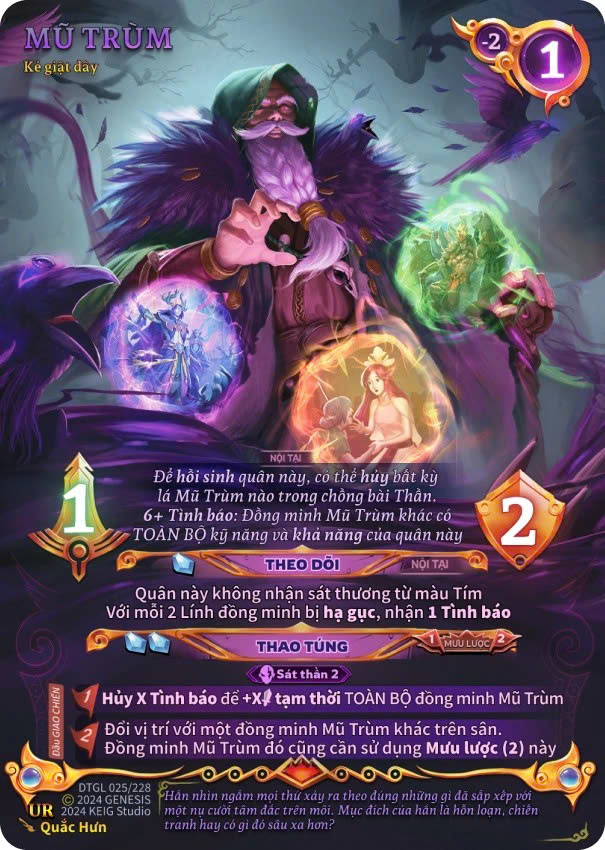 MŨ TRÙM
Kẻ giật dây
-2
1
NỘI TẠI
Để hồi sinh quân này, có thể hủy bất kỳ
lá Mũ Trùm nào trong chồng bài Thần.
6+ Tình báo: Đồng minh Mũ Trùm khác có
TOÀN BỘ kỹ năng và khả năng của quân này
1
2
THEO DÕI
NỘI TẠI
Quân này không nhận sát thương từ màu Tím
Với mỗi 2 Lính đồng minh bị hạ gục, nhận 1 Tình báo
THAO TÚNG
1 MƯU LƯỢC 2
Sát thần 2
Đầu GIAO CHIẾN
1 Hủy X Tình báo để +X tạm thời TOÀN BỘ đồng minh Mũ Trùm
2 Đổi vị trí với một đồng minh Mũ Trùm khác trên sân.
Đồng minh Mũ Trùm đó cũng cần sử dụng Mưu lược (2) này
DTGL 025/228
© 2024 GENESIS
UR 2024 KEIG Studio
Quắc Hưn
Hắn nhìn ngắm mọi thứ xảy ra theo đúng những gì đã sắp xếp với
một nụ cười tâm đắc trên môi. Mục đích của hắn là hỗn loạn, chiến
tranh hay có gì đó sâu xa hơn?